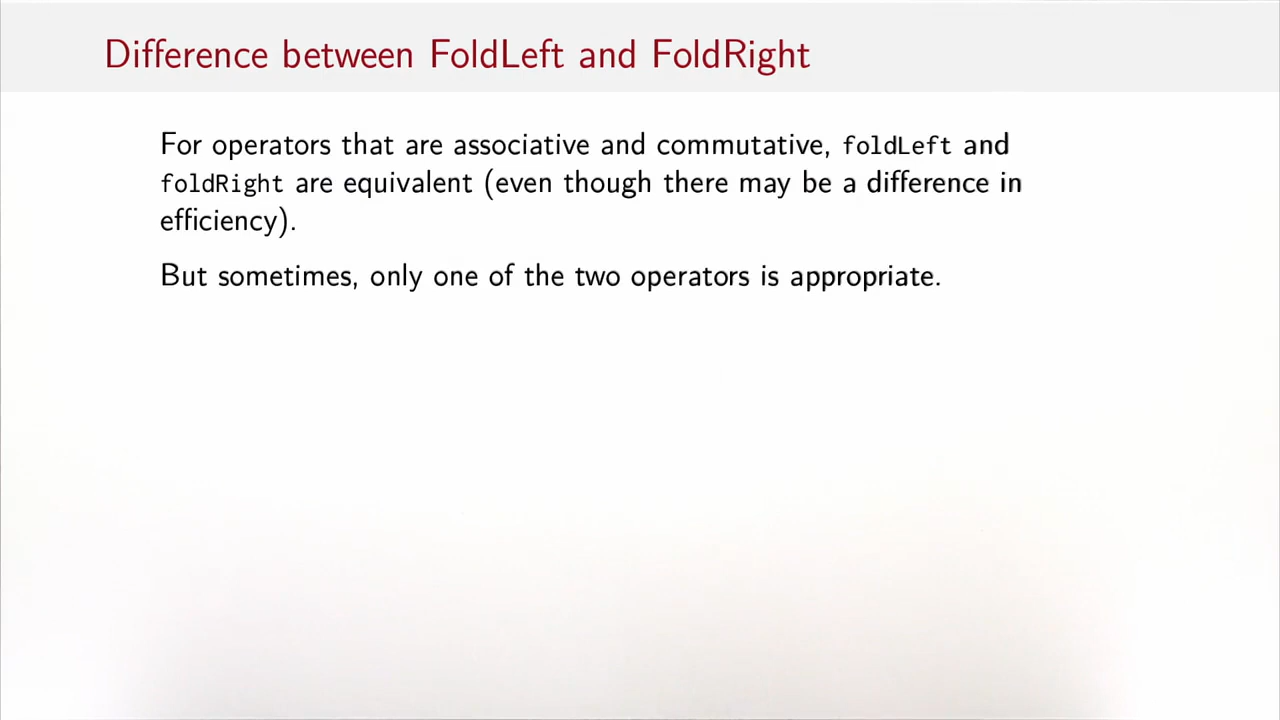 Difference between FoldLeft and FoldRight
For operators that are associative and commutative, foldLeft and
foldRight are equivalent (even though there may be a difference in
efficiency).
But sometimes, only one of the two operators is appropriate.